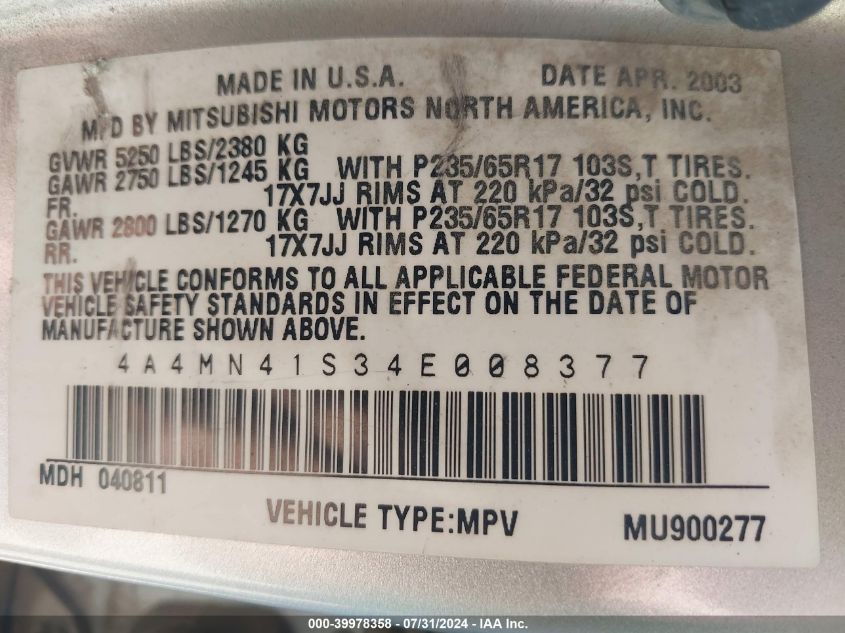 MADE IN U.S.A. DATE APR. 2003
MFD BY MITSUBISHI MOTORS NORTH AMERICA, INC.
GVWR 5250 LBS/2380 KG
GAWR 2750 LBS/1245 KG WITH P235/65R17 103S,T TIRES.
FR. 17X7JJ RIMS AT 220 kPa/32 psi COLD.
GAWR 2800 LBS/1270 KG WITH P235/65R17 103S,T TIRES.
RR. 17X7JJ RIMS AT 220 kPa/32 psi COLD.
THIS VEHICLE CONFORMS TO ALL APPLICABLE FEDERAL MOTOR
VEHICLE SAFETY STANDARDS IN EFFECT ON THE DATE OF
MANUFACTURE SHOWN ABOVE.
4A4MN41S34E008377
MDH 040811
VEHICLE TYPE:MPV MU900277
000-39978358 - 07/31/2024 - IAA Inc.